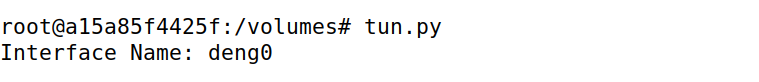 root@a15a85f4425f:/volumes# tun.py
Interface Name: deng0